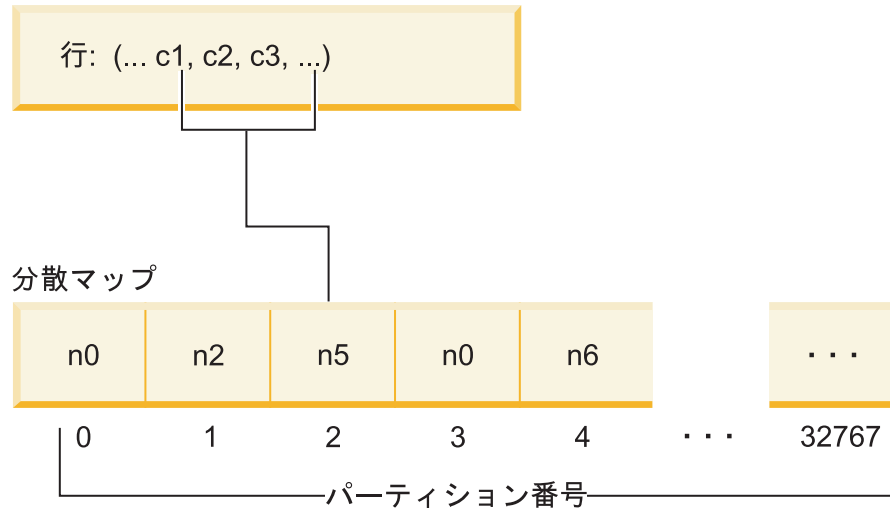 行: (... c1, c2, c3, ...)
分散マップ
n0 n2 n5 n0 n6 ...
0 1 2 3 4 ... 32767
パーティション番号